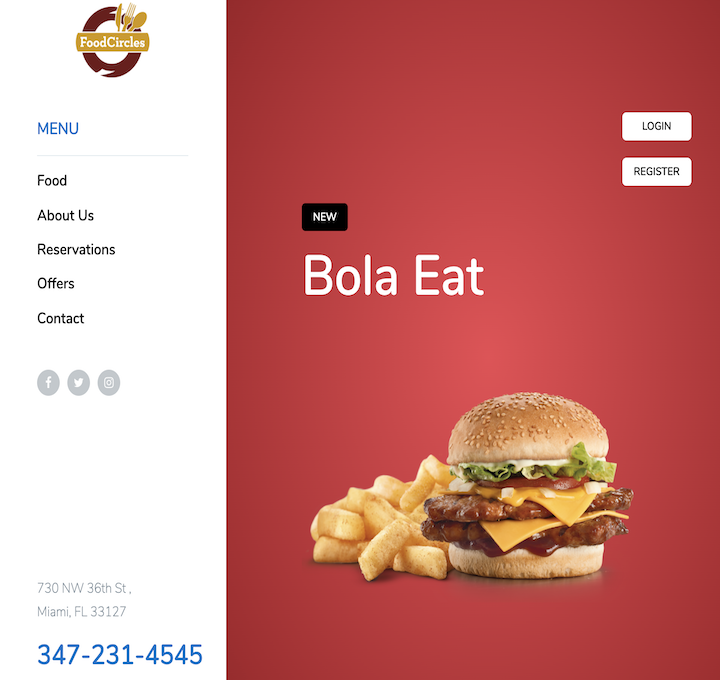 FoodCircles
MENU
Food
About Us
Reservations
Offers
Contact
730 NW 36th St ,
Miami, FL 33127
347-231-4545
LOGIN
REGISTER
NEW
Bola Eat